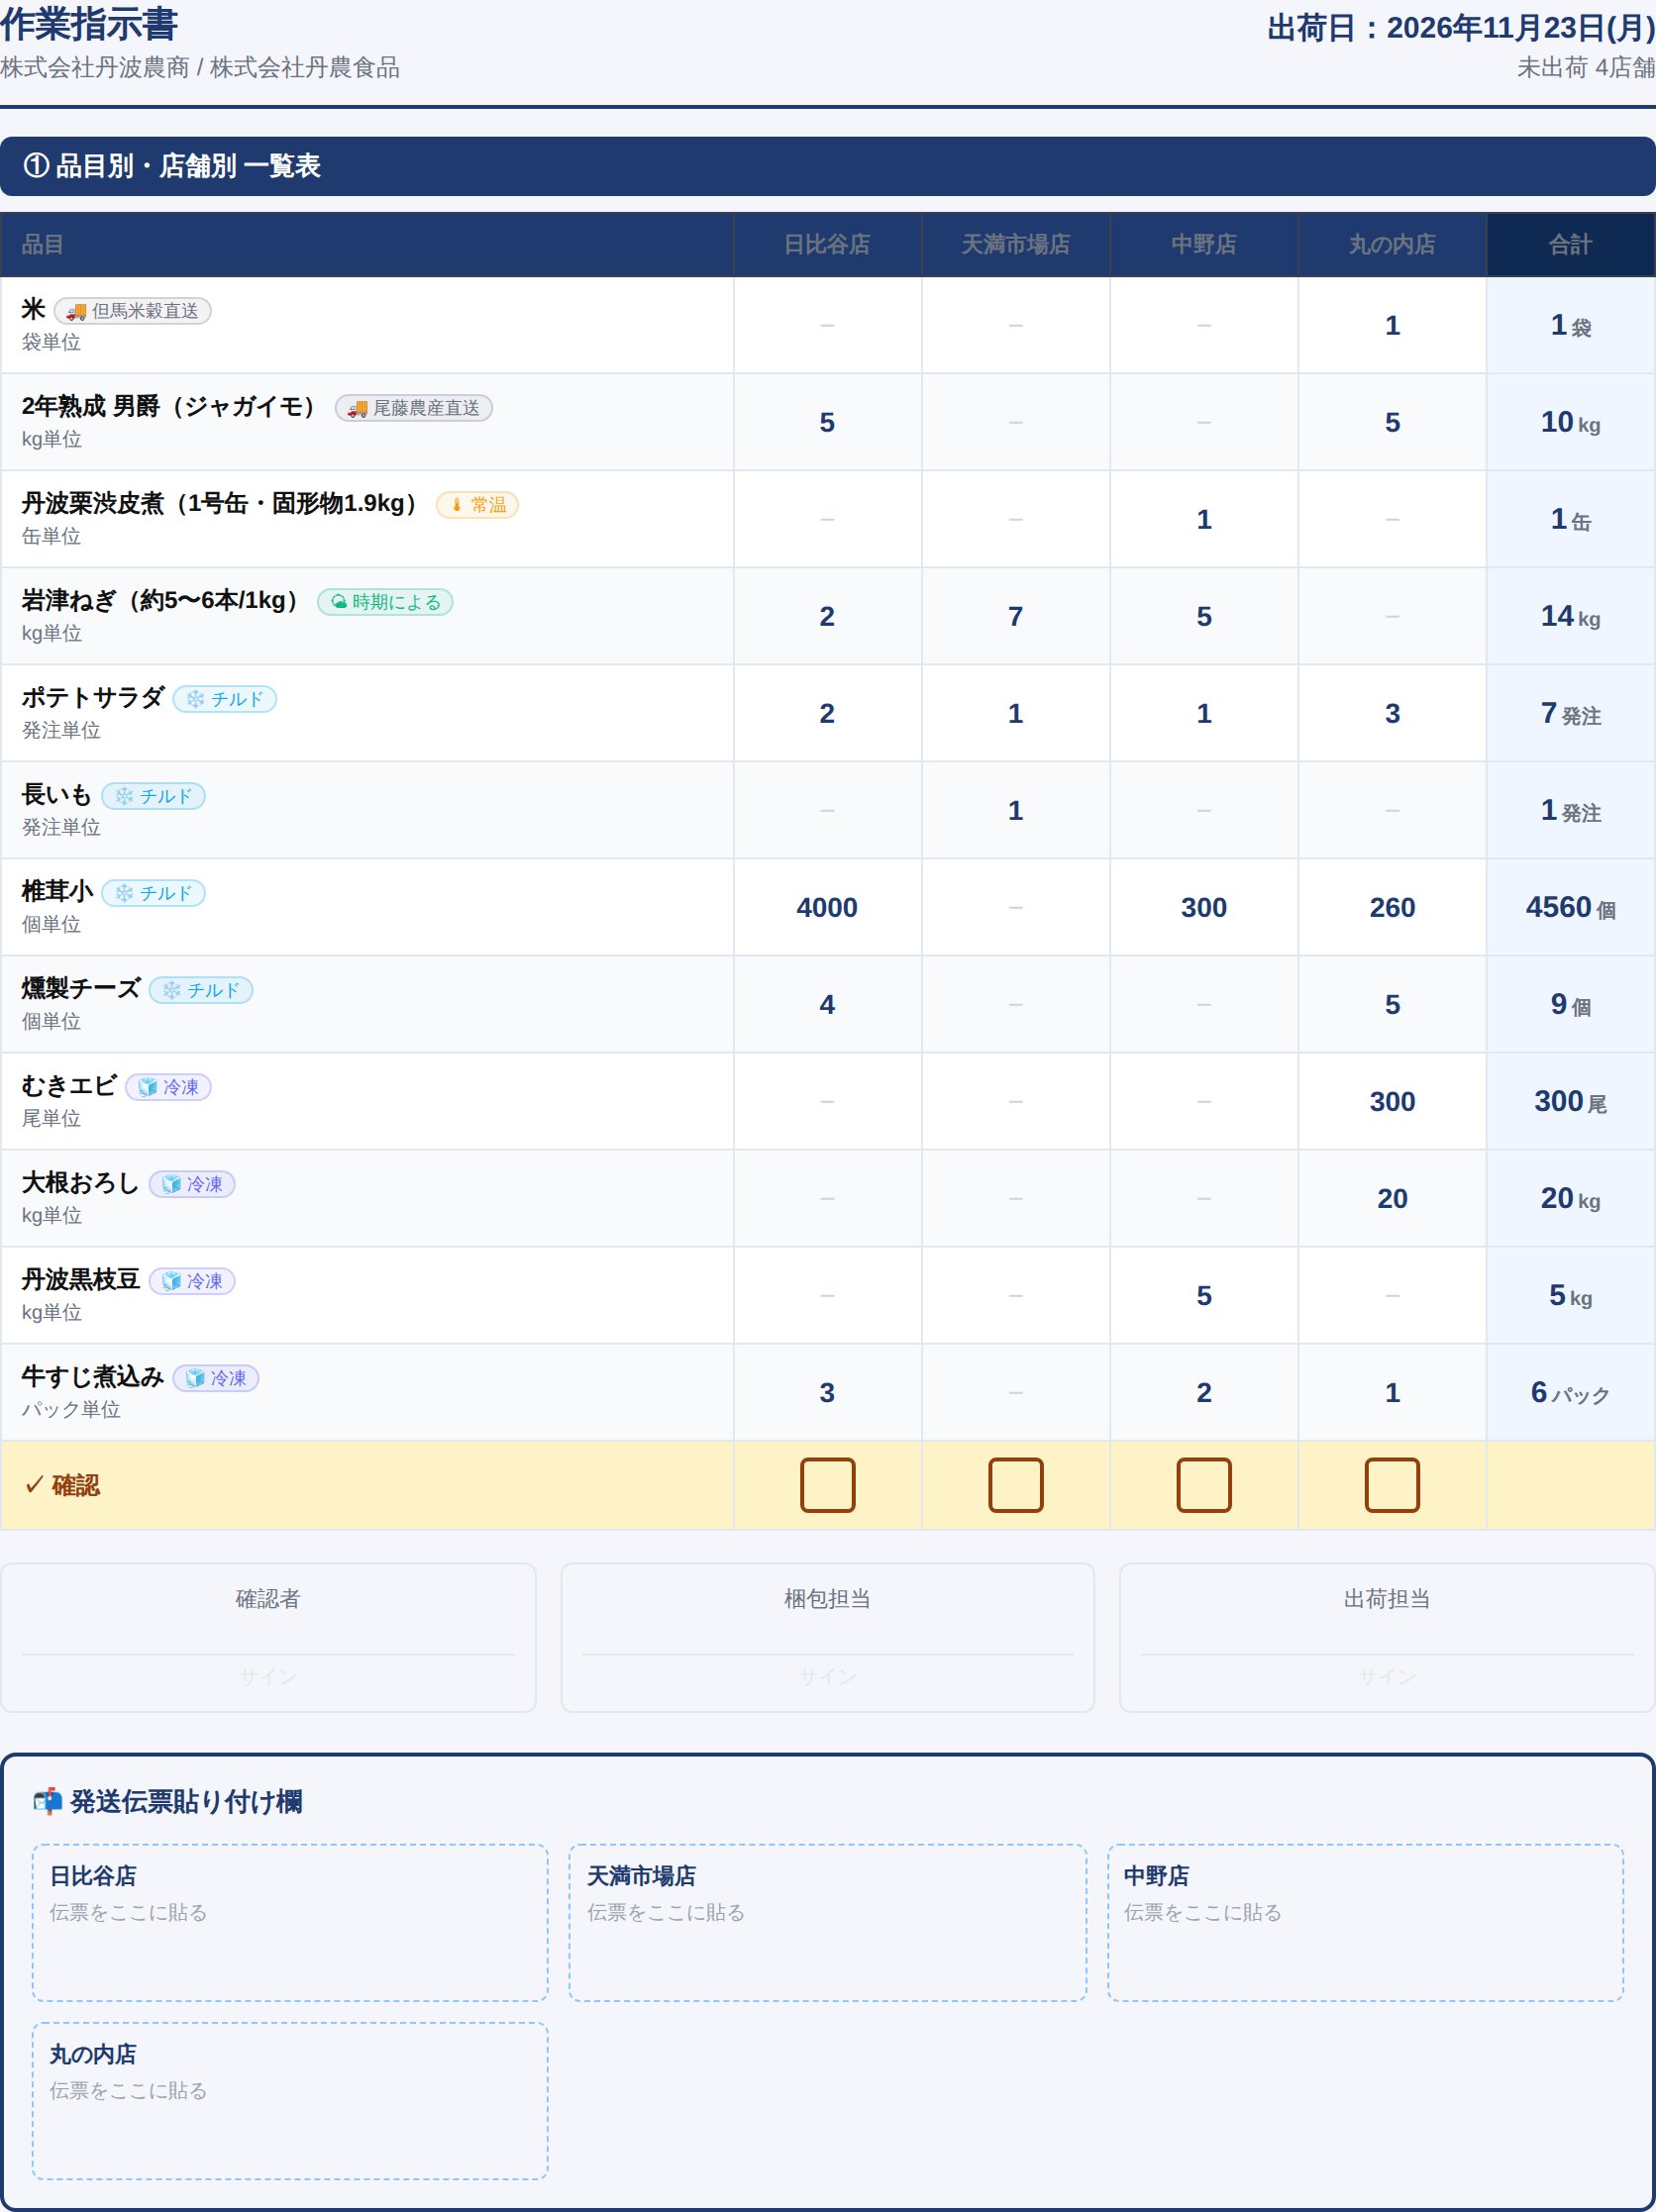 作業指示書
出荷日：2026年11月23日(月)
株式会社丹波農商 / 株式会社丹農食品
未出荷 4店舗
① 品目別・店舗別 一覧表
品目 日比谷店 天満市場店 中野店 丸の内店 合計
米 🚚 但馬米穀直送
袋単位
– – – 1 1 袋
2年熟成 男爵（ジャガイモ） 🚚 尾藤農産直送
kg単位
5 – – 5 10 kg
丹波栗渋皮煮（1号缶・固形物1.9kg） 🌡 常温
缶単位
– – 1 – 1 缶
岩津ねぎ（約5〜6本/1kg） 🌤 時期による
kg単位
2 7 5 – 14 kg
ポテトサラダ ❄️ チルド
発注単位
2 1 1 3 7 発注
長いも ❄️ チルド
発注単位
– 1 – – 1 発注
椎茸小 ❄️ チルド
個単位
4000 – 300 260 4560 個
燻製チーズ ❄️ チルド
個単位
4 – – 5 9 個
むきエビ 🧊 冷凍
尾単位
– – – 300 300 尾
大根おろし 🧊 冷凍
kg単位
– – – 20 20 kg
丹波黒枝豆 🧊 冷凍
kg単位
– – 5 – 5 kg
牛すじ煮込み 🧊 冷凍
パック単位
3 – 2 1 6 パック
✓ 確認
確認者 梱包担当 出荷担当
サイン サイン サイン
📬 発送伝票貼り付け欄
日比谷店 天満市場店 中野店
伝票をここに貼る 伝票をここに貼る 伝票をここに貼る
丸の内店
伝票をここに貼る